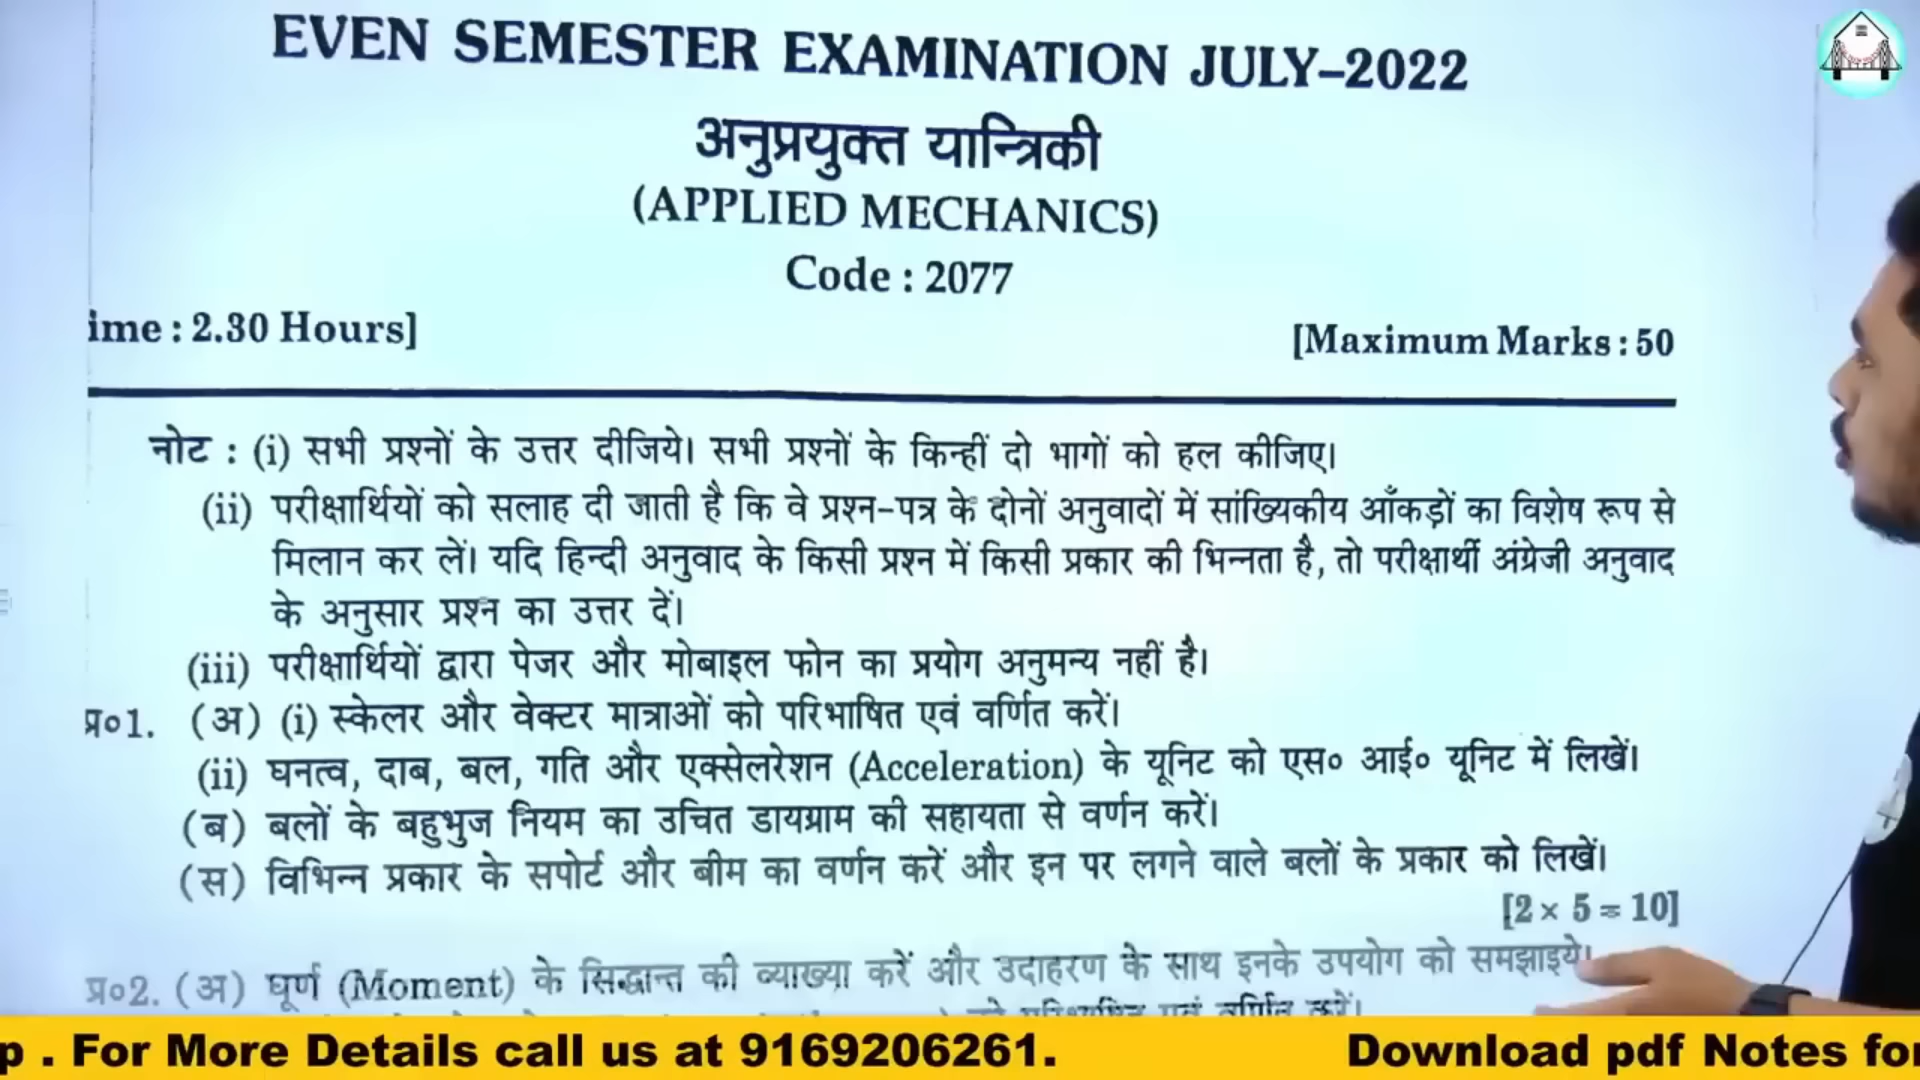 EVEN SEMESTER EXAMINATION JULY–2022
अनुप्रयुक्त यान्त्रिकी
(APPLIED MECHANICS)
Code : 2077
ime : 2.30 Hours] [Maximum Marks : 50
नोट : (i) सभी प्रश्नों के उत्तर दीजिये। सभी प्रश्नों के किन्हीं दो भागों को हल कीजिए।
(ii) परीक्षार्थियों को सलाह दी जाती है कि वे प्रश्न-पत्र के दोनों अनुवादों में सांख्यिकीय आँकड़ों का विशेष रूप से
मिलान कर लें। यदि हिन्दी अनुवाद के किसी प्रश्न में किसी प्रकार की भिन्नता है, तो परीक्षार्थी अंग्रेजी अनुवाद
के अनुसार प्रश्न का उत्तर दें।
(iii) परीक्षार्थियों द्वारा पेजर और मोबाइल फोन का प्रयोग अनुमन्य नहीं है।
प्र०1. (अ) (i) स्केलर और वेक्टर मात्राओं को परिभाषित एवं वर्णित करें।
(ii) घनत्व, दाब, बल, गति और एक्सेलरेशन (Acceleration) के यूनिट को एस० आई० यूनिट में लिखें।
(ब) बलों के बहुभुज नियम का उचित डायग्राम की सहायता से वर्णन करें।
(स) विभिन्न प्रकार के सपोर्ट और बीम का वर्णन करें और इन पर लगने वाले बलों के प्रकार को लिखें।
[2 × 5 = 10]
प्र०2. (अ) घूर्ण (Moment) के सिद्धान्त की व्याख्या करें और उदाहरण के साथ इनके उपयोग को समझाइये।
को परिभाषित एवं वर्णित करें।
p . For More Details call us at 9169206261. Download pdf Notes for